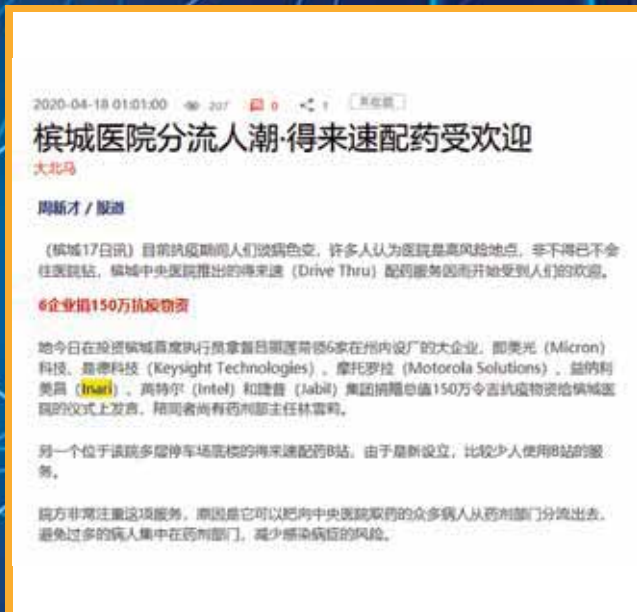 2020-04-18 01:01:00 207 0 1
槟城医院分流人潮·得来速配药受欢迎
大北马
周新才 / 报道
(槟城17日讯)目前抗疫期间人们谈病色变,许多人认为医院是高风险地点,非不得已不会
往医院钻,槟城中央医院推出的得来速(Drive Thru)配药服务因而开始受到人们的欢迎。
6企业捐150万抗疫物资
她今日在投资槟城首席执行员拿督吕丽莲带领6家在州内设厂的大企业,即美光(Micron)
科技、是德科技(Keysight Technologies)、摩托罗拉(Motorola Solutions)、益纳利
美昌(Inari)、英特尔(Intel)和捷普(Jabil)集团捐赠总值150万令吉抗疫物资给槟城医
院的仪式上发言,陪同者尚有药剂部主任林雪莉。
另一个位于该院多层停车场底楼的得来速配药B站,由于是新设立,比较少人使用B站的服
务。
院方非常注重这项服务,原因是它可以把向中央医院取药的众多病人从药剂部门分流出去,
避免过多的病人集中在药剂部门,减少感染病症的风险。